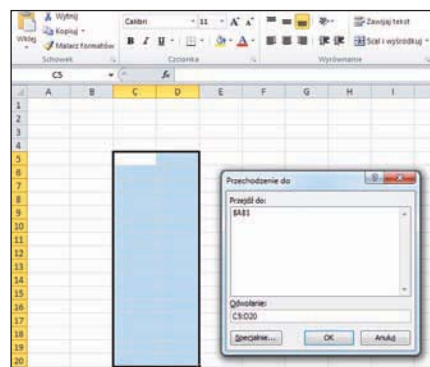 Wytnij
Kopiuj
Wklej
Malarz formatów
Schowek
Calibri 11
B I U
Czcionka
Zawijaj tekst
Scal i wyśrodkuj
Wyrównanie
C5 fx
A B C D E F G H I
1
2
3
4
5
6
7
8
9
10
11
12
13
14
15
16
17
18
19
20
Przechodzenie do
Przejdź do:
Odwołanie:
C5:D20
Specjalnie...
OK
Anuluj